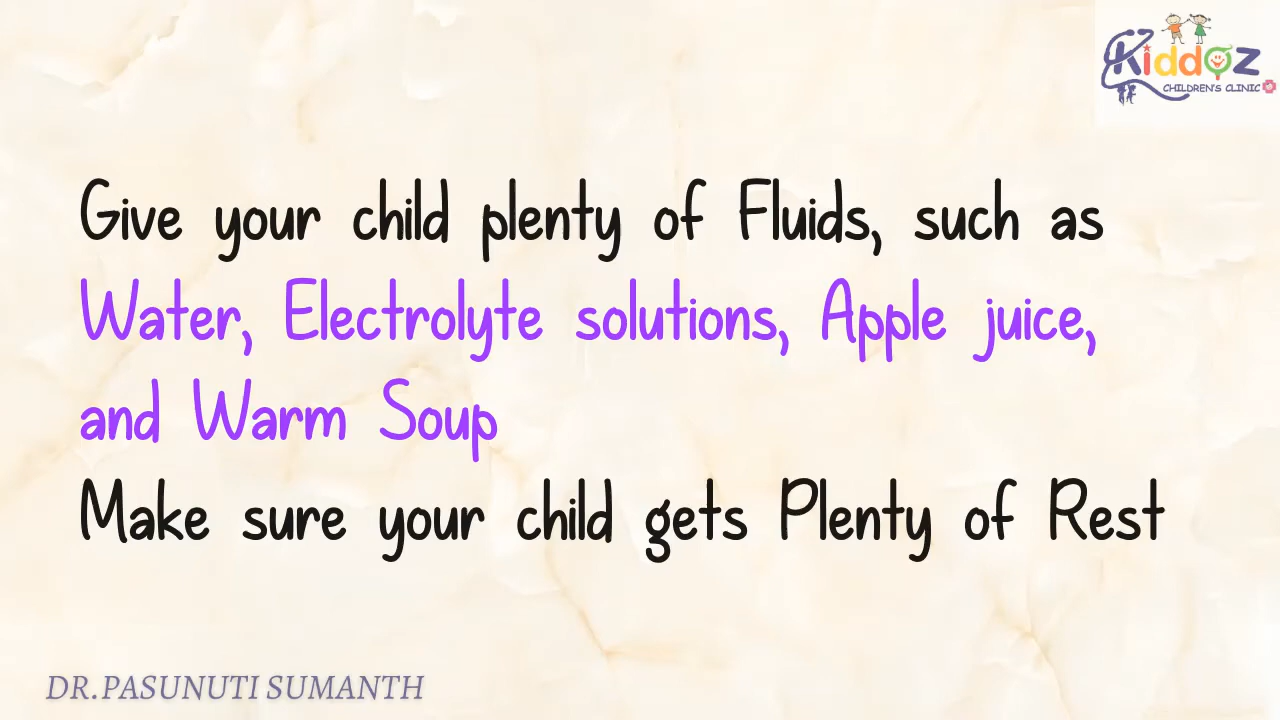 Kiddoz
CHILDREN'S CLINIC
Give your child plenty of Fluids, such as
Water, Electrolyte solutions, Apple juice,
and Warm Soup
Make sure your child gets Plenty of Rest
DR.PASUNUTI SUMANTH